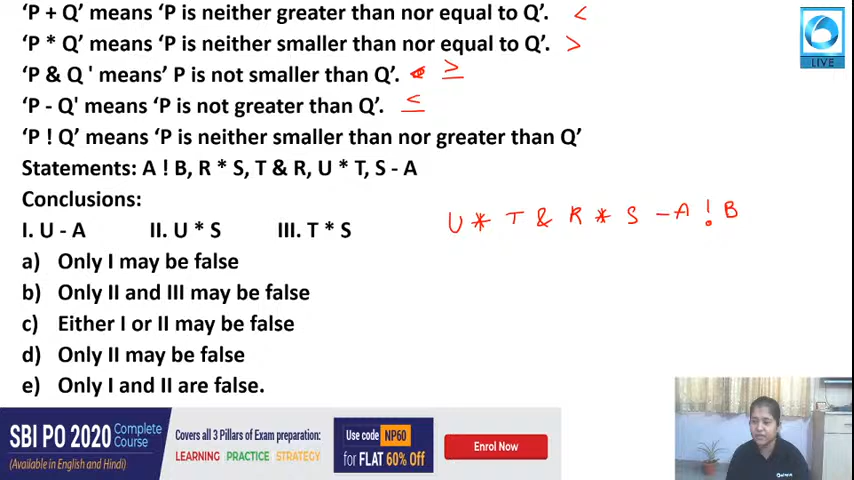 ‘P + Q’ means ‘P is neither greater than nor equal to Q’. <
‘P * Q’ means ‘P is neither smaller than nor equal to Q’. >
‘P & Q ' means’ P is not smaller than Q’. ≥
‘P - Q' means ‘P is not greater than Q’. ≤
‘P ! Q’ means ‘P is neither smaller than nor greater than Q’
Statements: A ! B, R * S, T & R, U * T, S - A
Conclusions:
I. U - A II. U * S III. T * S
U * T & R * S - A ! B
a) Only I may be false
b) Only II and III may be false
c) Either I or II may be false
d) Only II may be false
e) Only I and II are false.
LIVE
SBI PO 2020 Complete Course
(Available in English and Hindi)
Covers all 3 Pillars of Exam preparation:
LEARNING PRACTICE STRATEGY
Use code NP60
for FLAT 60% Off
Enrol Now